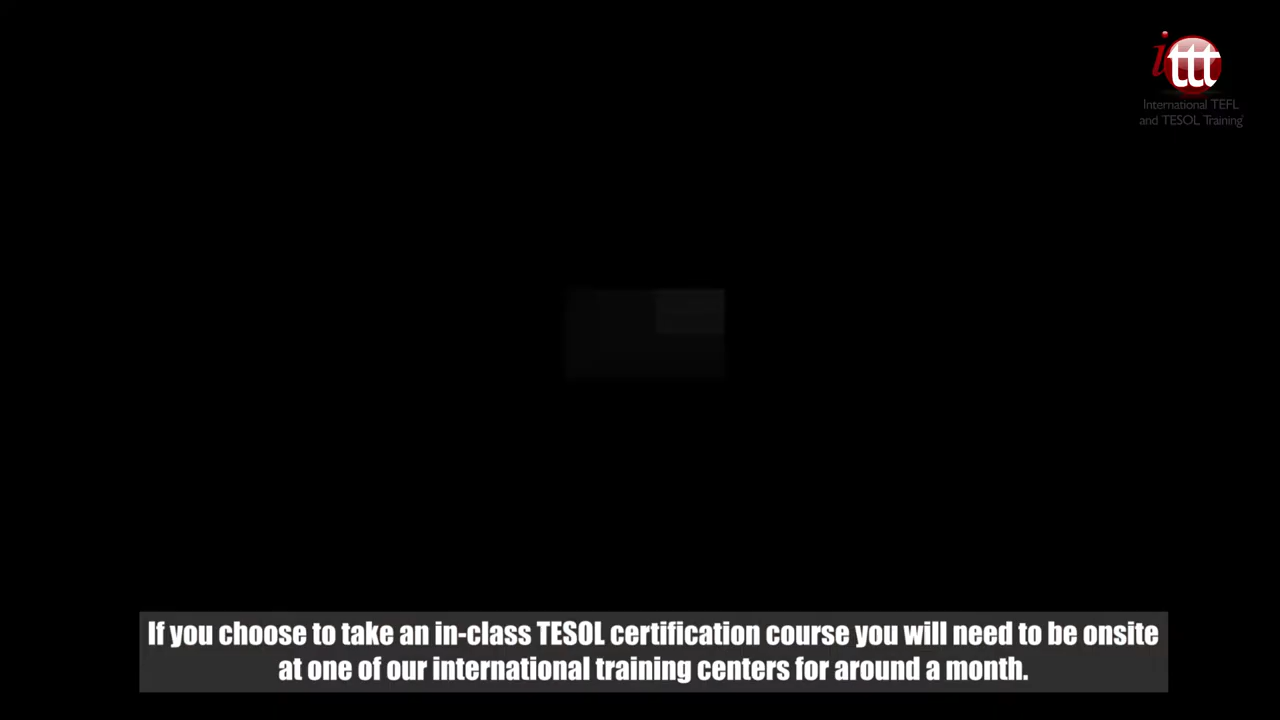 ittt
International TEFL
and TESOL Training
If you choose to take an in-class TESOL certification course you will need to be onsite
at one of our international training centers for around a month.